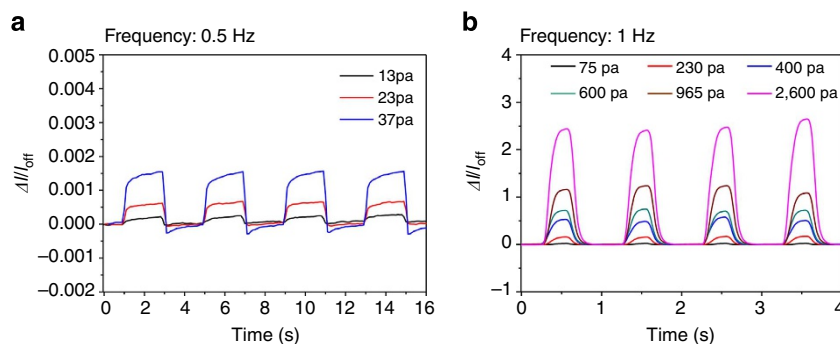 a
Frequency: 0.5 Hz
0.005
0.004
0.003
0.002
0.001
0.000
−0.001
−0.002
ΔI/Ioff
13pa
23pa
37pa
0 2 4 6 8 10 12 14 16
Time (s)
b
Frequency: 1 Hz
4
3
2
1
0
−1
ΔI/Ioff
75 pa 230 pa 400 pa
600 pa 965 pa 2,600 pa
0 1 2 3 4
Time (s)